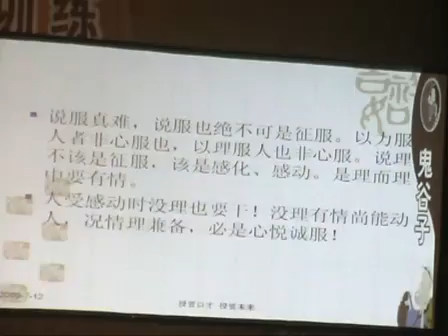 训练
说服真难，说服也绝不可是征服。以力服
人者非心服也，以理服人也非心服。说理
不该是征服，该是感化、感动。是理而理
中要有情。
人受感动时没理也要干！没理有情尚能动
人，况情理兼备，必是心悦诚服！
鬼谷子